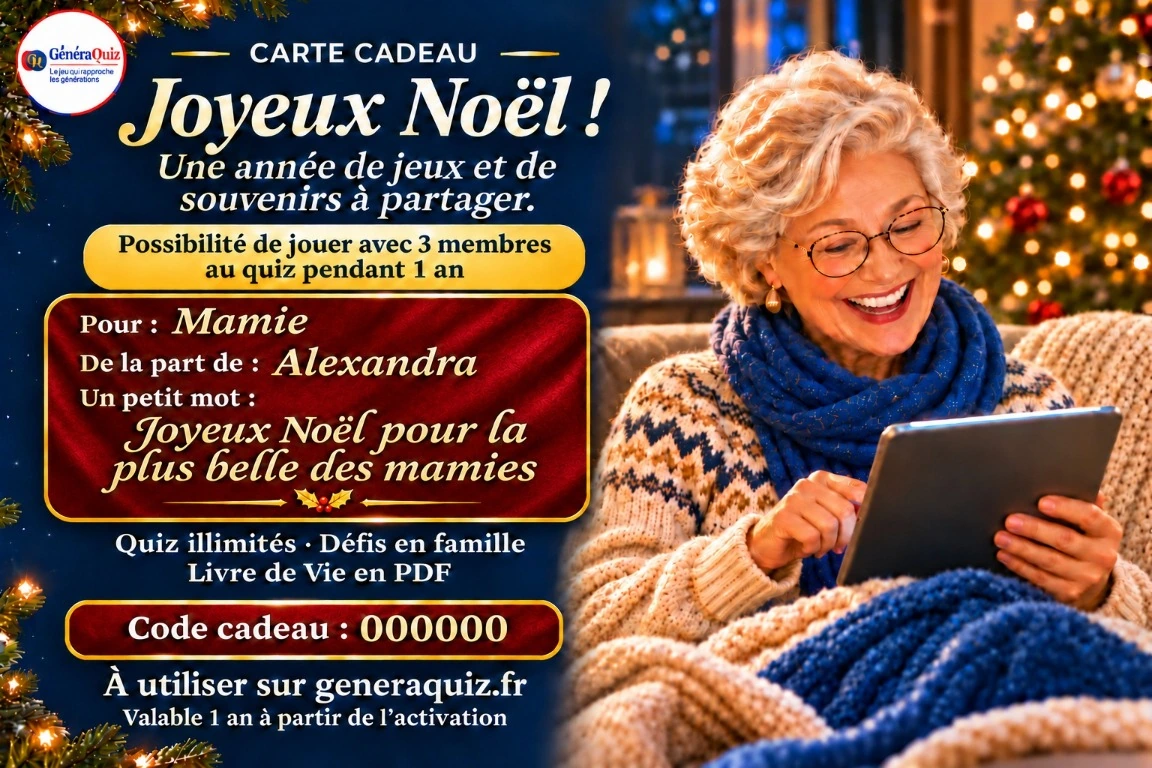 GénéraQuiz
Le jeu qui rapproche
les générations
CARTE CADEAU
Joyeux Noël !
Une année de jeux et de
souvenirs à partager.
Possibilité de jouer avec 3 membres
au quiz pendant 1 an
Pour : Mamie
De la part de : Alexandra
Un petit mot :
Joyeux Noël pour la
plus belle des mamies
Quiz illimités · Défis en famille
Livre de Vie en PDF
Code cadeau : 000000
À utiliser sur generaquiz.fr
Valable 1 an à partir de l'activation